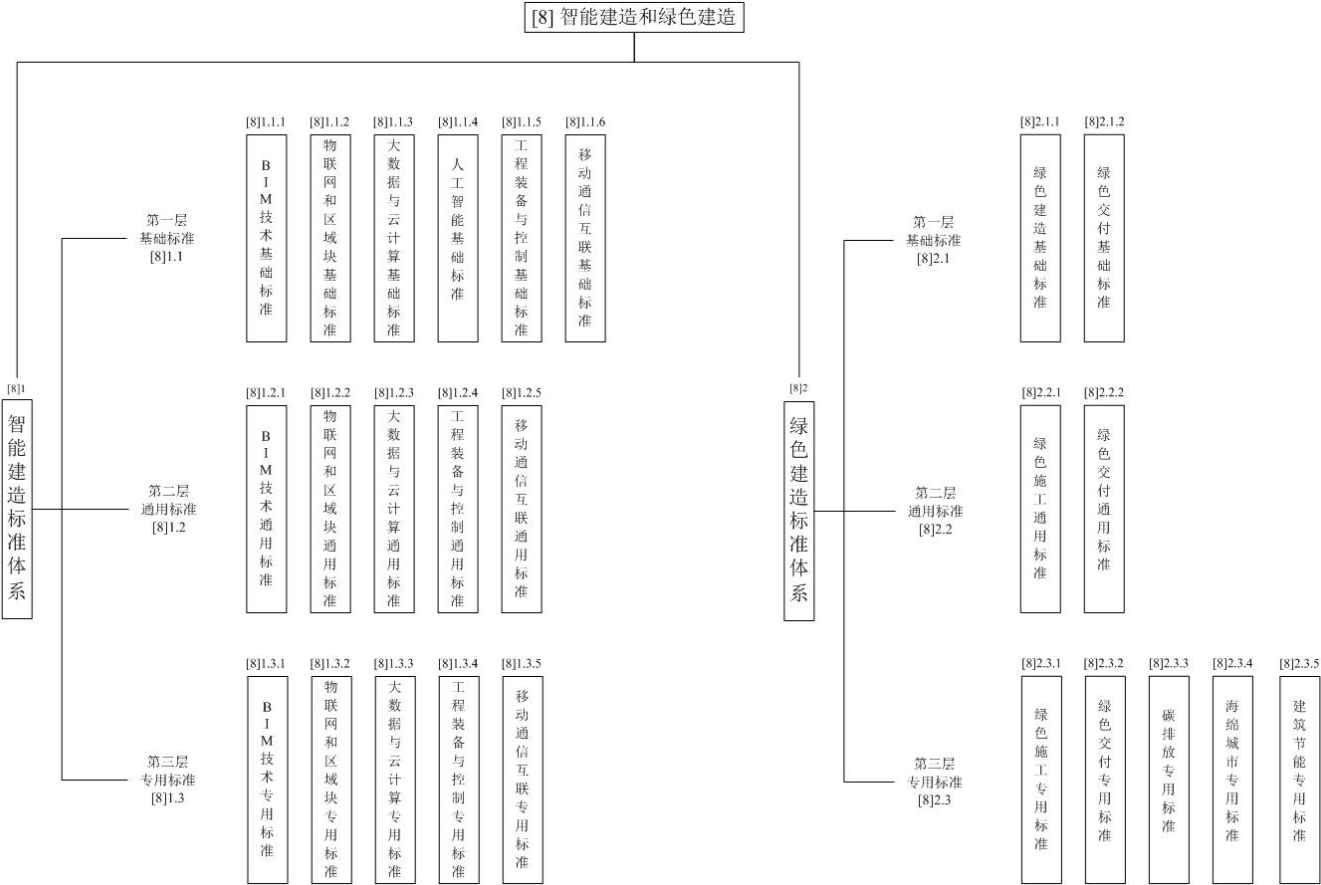 [8] 智能建造和绿色建造
[8]1
智能建造标准体系
第一层
基础标准
[8]1.1
[8]1.1.1
BIM技术基础标准
[8]1.1.2
物联网和区域块基础标准
[8]1.1.3
大数据与云计算基础标准
[8]1.1.4
人工智能基础标准
[8]1.1.5
工程装备与控制基础标准
[8]1.1.6
移动通信互联基础标准
第二层
通用标准
[8]1.2
[8]1.2.1
BIM技术通用标准
[8]1.2.2
物联网和区域块通用标准
[8]1.2.3
大数据与云计算通用标准
[8]1.2.4
工程装备与控制通用标准
[8]1.2.5
移动通信互联通用标准
第三层
专用标准
[8]1.3
[8]1.3.1
BIM技术专用标准
[8]1.3.2
物联网和区域块专用标准
[8]1.3.3
大数据与云计算专用标准
[8]1.3.4
工程装备与控制专用标准
[8]1.3.5
移动通信互联专用标准
[8]2
绿色建造标准体系
第一层
基础标准
[8]2.1
[8]2.1.1
绿色建造基础标准
[8]2.1.2
绿色交付基础标准
第二层
通用标准
[8]2.2
[8]2.2.1
绿色施工通用标准
[8]2.2.2
绿色交付通用标准
第三层
专用标准
[8]2.3
[8]2.3.1
绿色施工专用标准
[8]2.3.2
绿色交付专用标准
[8]2.3.3
碳排放专用标准
[8]2.3.4
海绵城市专用标准
[8]2.3.5
建筑节能专用标准